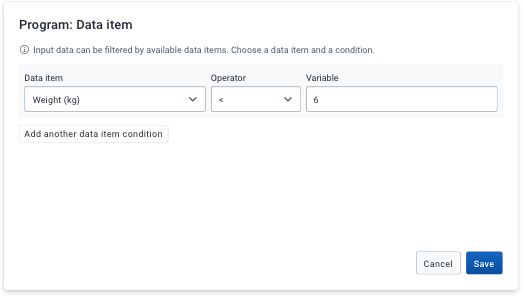 Program: Data item
Input data can be filtered by available data items. Choose a data item and a condition.
Data item Operator Variable
Weight (kg) < 6
Add another data item condition
Cancel Save